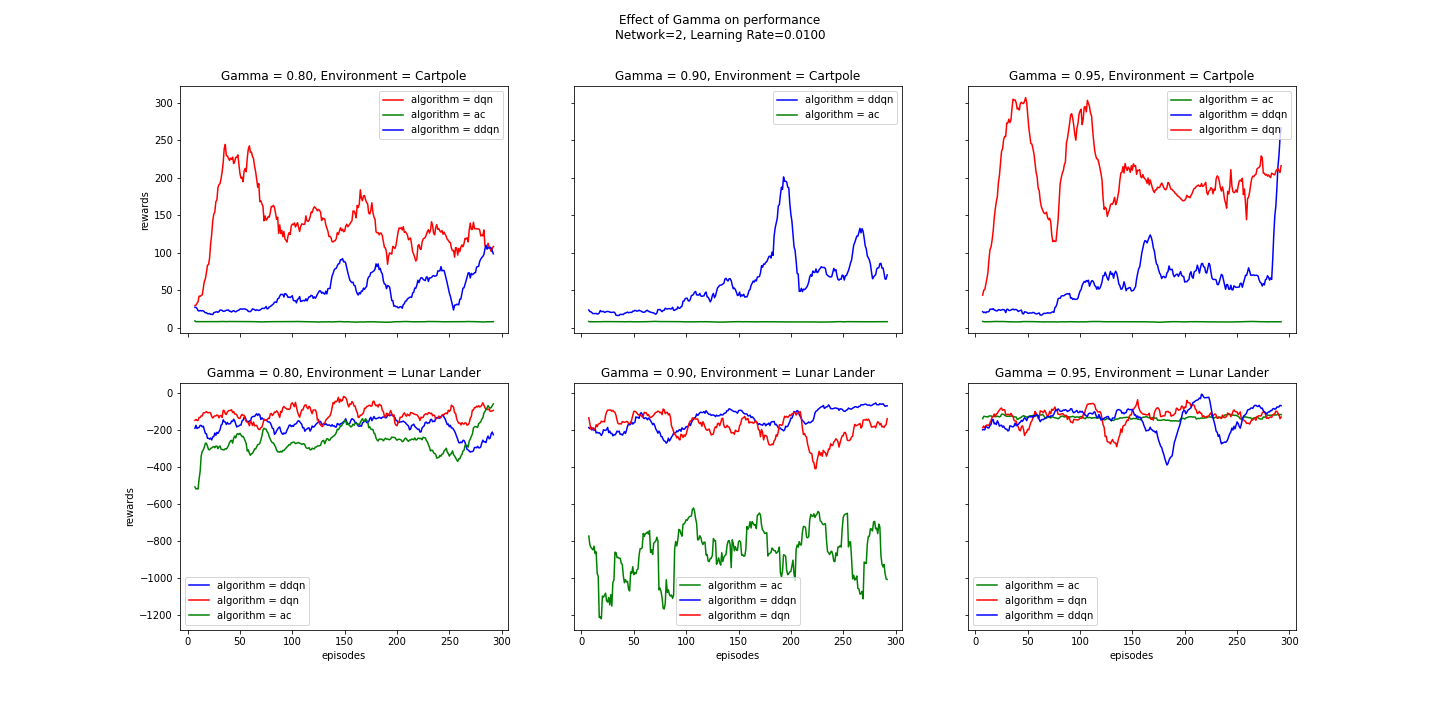 Effect of Gamma on performance
Network=2, Learning Rate=0.0100
Gamma = 0.80, Environment = Cartpole
rewards
300
250
200
150
100
50
0
algorithm = dqn
algorithm = ac
algorithm = ddqn
Gamma = 0.90, Environment = Cartpole
algorithm = ddqn
algorithm = ac
Gamma = 0.95, Environment = Cartpole
algorithm = ac
algorithm = ddqn
algorithm = dqn
Gamma = 0.80, Environment = Lunar Lander
rewards
0
−200
−400
−600
−800
−1000
−1200
algorithm = ddqn
algorithm = dqn
algorithm = ac
0 50 100 150 200 250 300
episodes
Gamma = 0.90, Environment = Lunar Lander
algorithm = ac
algorithm = ddqn
algorithm = dqn
0 50 100 150 200 250 300
episodes
Gamma = 0.95, Environment = Lunar Lander
algorithm = ac
algorithm = dqn
algorithm = ddqn
0 50 100 150 200 250 300
episodes